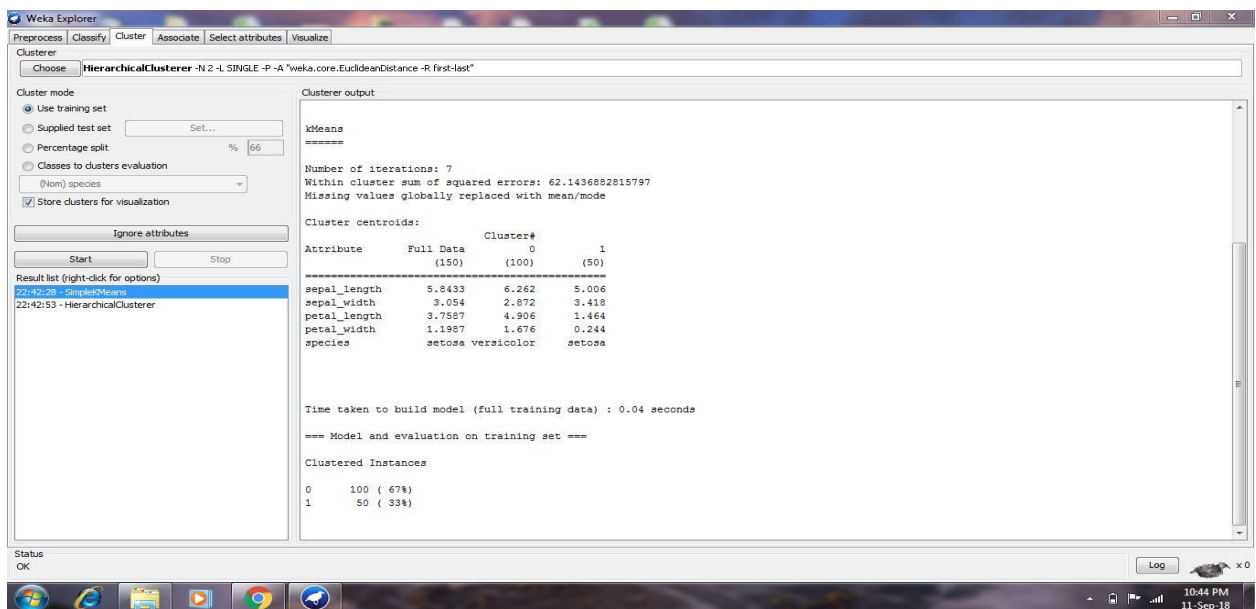 Weka Explorer
Preprocess Classify Cluster Associate Select attributes Visualize
Clusterer
Choose HierarchicalClusterer -N 2 -L SINGLE -P -A "weka.core.EuclideanDistance -R first-last"
Cluster mode
Use training set
Supplied test set Set...
Percentage split % 66
Classes to clusters evaluation
(Nom) species
Store clusters for visualization
Ignore attributes
Start Stop
Result list (right-click for options)
22:42:28 - SimpleKMeans
22:42:53 - HierarchicalClusterer
Clusterer output
kMeans
======
Number of iterations: 7
Within cluster sum of squared errors: 62.1436882815797
Missing values globally replaced with mean/mode
Cluster centroids:
Cluster#
Attribute Full Data 0 1
(150) (100) (50)
==============================================
sepal_length 5.8433 6.262 5.006
sepal_width 3.054 2.872 3.418
petal_length 3.7587 4.906 1.464
petal_width 1.1987 1.676 0.244
species setosa versicolor setosa
Time taken to build model (full training data) : 0.04 seconds
=== Model and evaluation on training set ===
Clustered Instances
0 100 ( 67%)
1 50 ( 33%)
Status
OK
Log x 0
10:44 PM
11-Sep-18